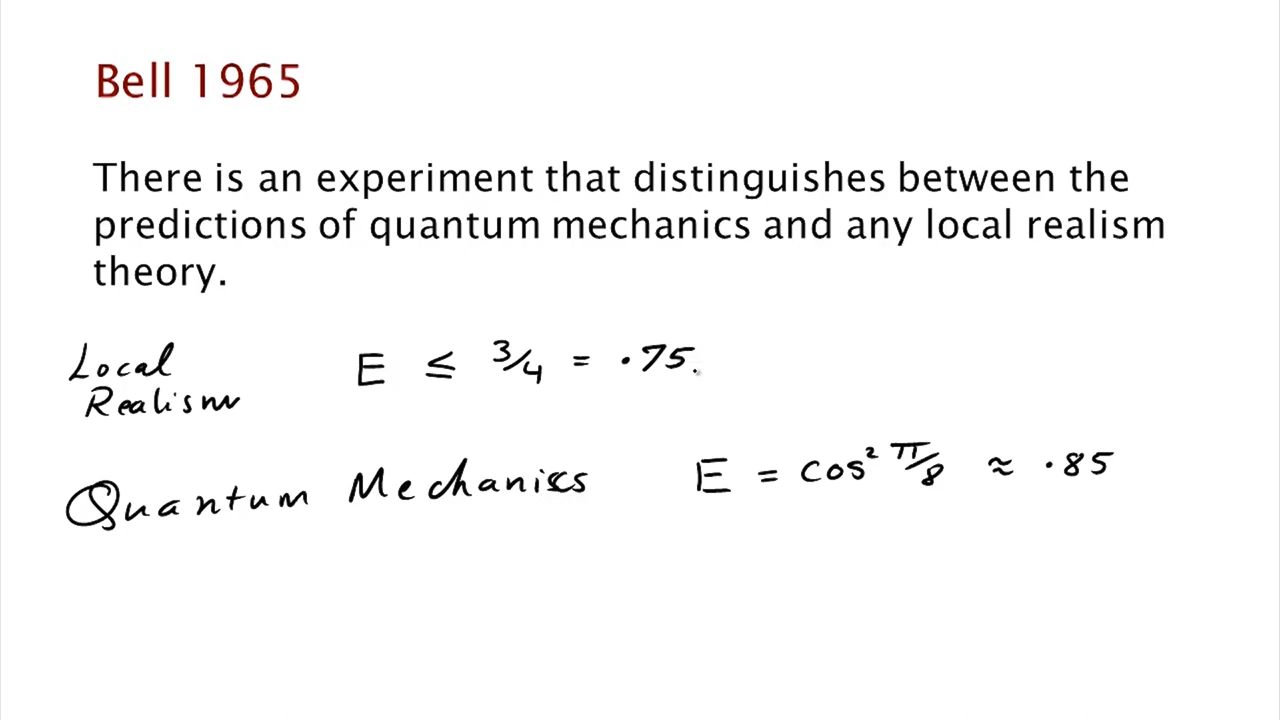 Bell 1965
There is an experiment that distinguishes between the
predictions of quantum mechanics and any local realism
theory.
Local E ≤ 3/4 = .75.
Realism
Quantum Mechanics E = cos² π/8 ≈ .85